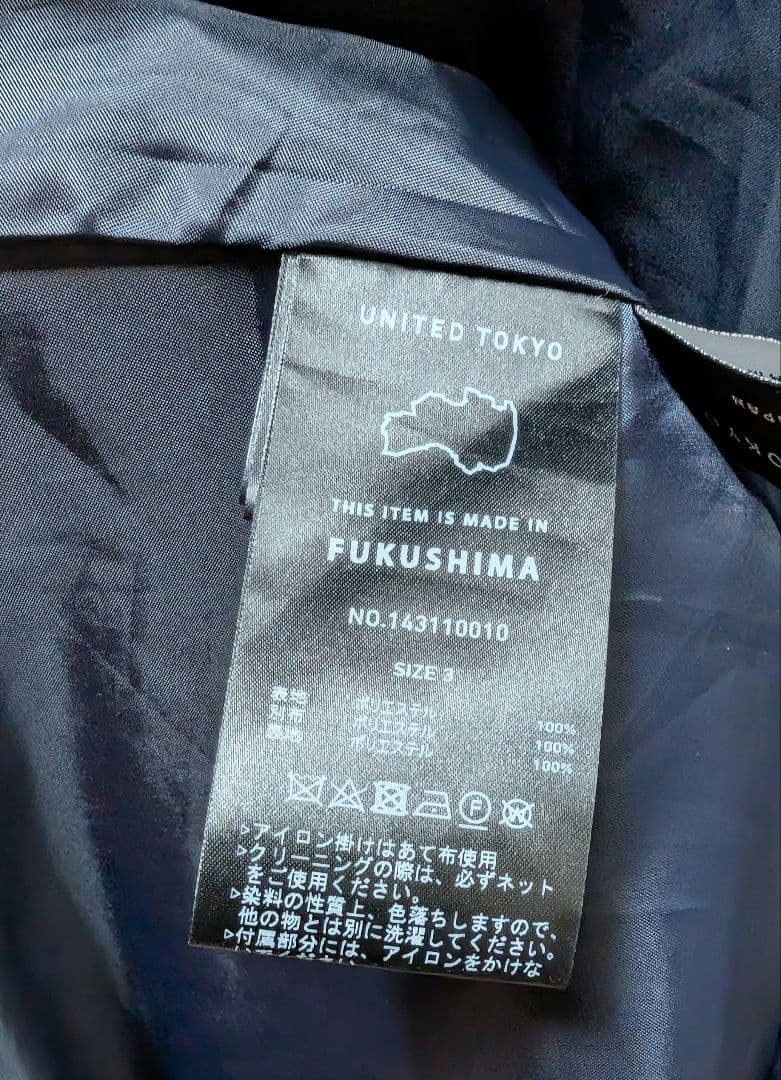 UNITED TOKYO
THIS ITEM IS MADE IN
FUKUSHIMA
NO.143110010
SIZE 3
表地 ポリエステル 100%
別布 ポリエステル 100%
裏地 ポリエステル 100%
F W
▷アイロン掛けはあて布使用
▷クリーニングの際は、必ずネット
をご使用ください。
▷染料の性質上、色落ちしますので、
他の物とは別に洗濯してください。
▷付属部分には、アイロンをかけな
OKYO
JAPAN